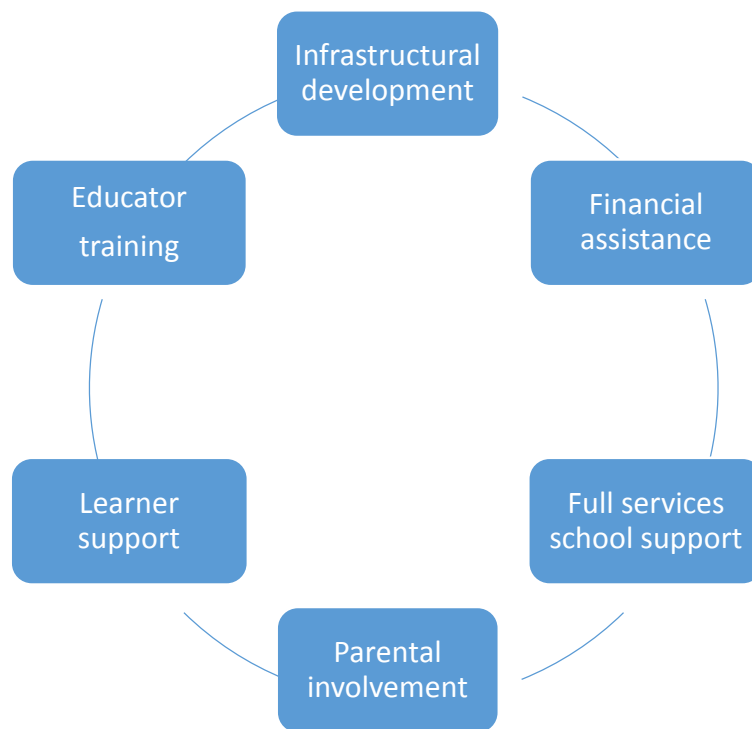 Infrastructural
development
Financial
assistance
Full services
school support
Parental
involvement
Learner
support
Educator
training